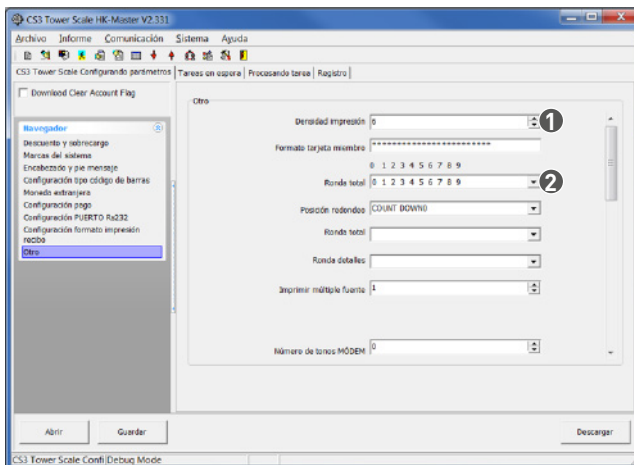 CS3 Tower Scale HK-Master V2.331
Archivo Informe Comunicación Sistema Ayuda
CS3 Tower Scale Configurando parámetros Tareas en espera Procesando tarea Registro
Download Clear Account Flag
Navegador
Descuento y sobrecargo
Marcas del sistema
Encabezado y pie mensaje
Configuración tipo código de barras
Moneda extranjera
Configuración pago
Configuración PUERTO Rs232
Configuración formato impresión
recibo
Otro
Otro
Densidad impresión 6 1
Formato tarjeta miembro ************************
0 1 2 3 4 5 6 7 8 9
Ronda total 0 1 2 3 4 5 6 7 8 9 2
Posición redondeo COUNT DOWN0
Ronda total
Ronda detalles
Imprimir múltiple fuente 1
Número de tonos MÓDEM 0
Abrir Guardar Descargar
CS3 Tower Scale Confi Debug Mode